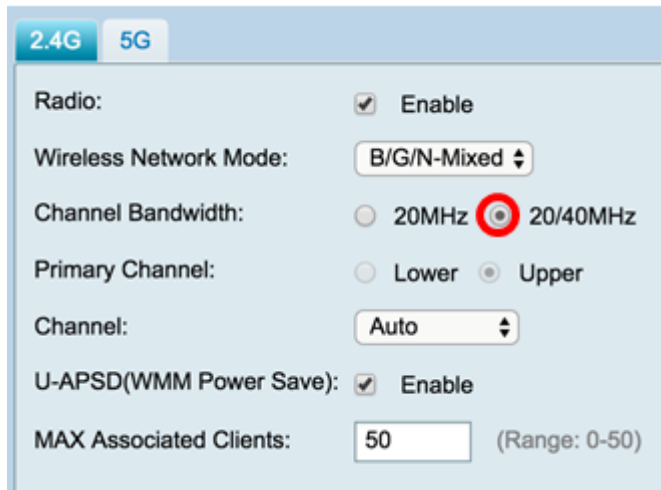 2.4G 5G
Radio: Enable
Wireless Network Mode: B/G/N-Mixed
Channel Bandwidth: 20MHz 20/40MHz
Primary Channel: Lower Upper
Channel: Auto
U-APSD(WMM Power Save): Enable
MAX Associated Clients: 50 (Range: 0-50)